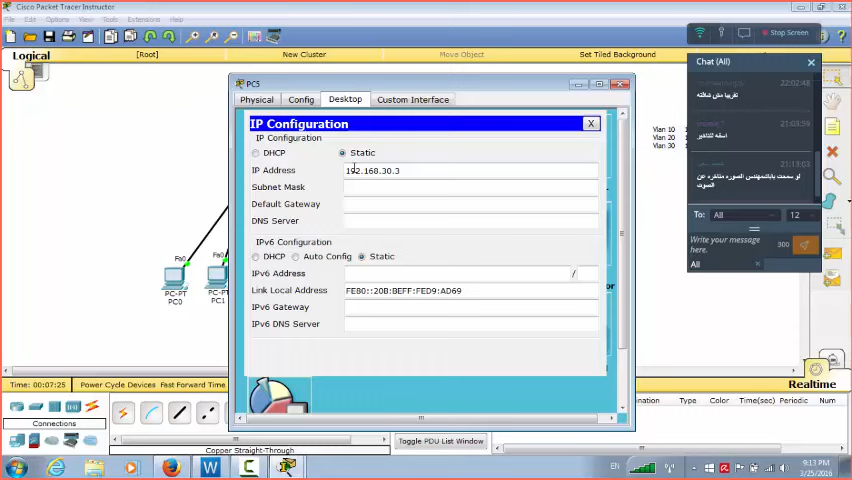 Cisco Packet Tracer Instructor
File Edit Options View Tools Extensions Help
Logical
[Root]
New Cluster
Move Object
Set Tiled Background
Viewport
Stop Screen
Chat (All)
22:02:48
تقريبا مش شغاله
21:03:56
اسفه للتاخير
21:13:03
لو سمحت باباشمهندس الصوره متاخره عن
الصوت
Vlan 10
Vlan 20
Vlan 30
To: All 12
Write your message
here.
300
All x
PC5
Physical Config Desktop Custom Interface
IP Configuration X
IP Configuration
DHCP Static
IP Address 192.168.30.3
Subnet Mask
Default Gateway
DNS Server
IPv6 Configuration
DHCP Auto Config Static
IPv6 Address /
Link Local Address FE80::20B:BEFF:FED9:AD69
IPv6 Gateway
IPv6 DNS Server
or
Fa0
Fa0
PC-PT
PC0
PC-PT
PC1
Time: 00:07:25 Power Cycle Devices Fast Forward Time
Realtime
Connections
Copper Straight-Through
Toggle PDU List Window
Color Time(sec) Periodic Num
EN
9:13 PM
3/25/2016